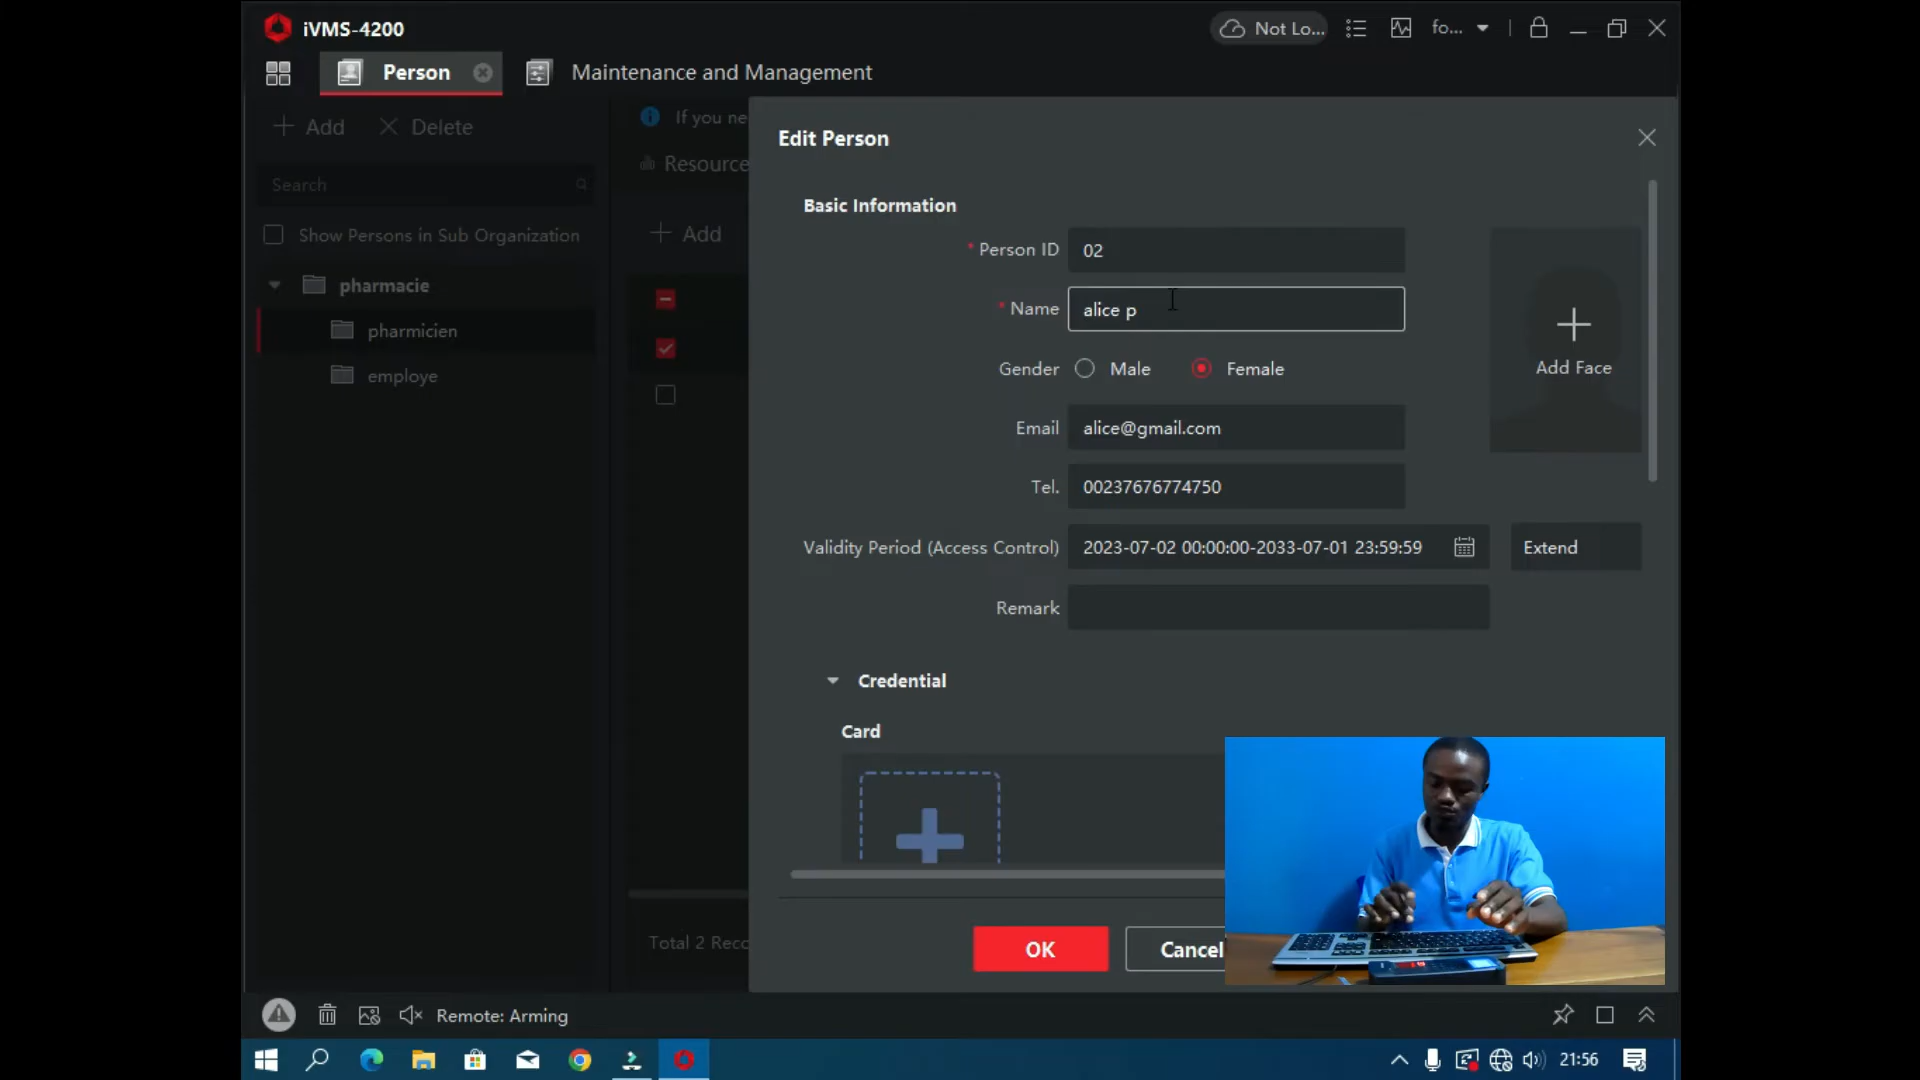 iVMS-4200
Not Lo...
fo...
Person
Maintenance and Management
Add
Delete
Search
Show Persons in Sub Organization
pharmacie
pharmicien
employe
If you ne
Resource
Add
Total 2 Reco
Edit Person
Basic Information
* Person ID 02
* Name alice p
Gender Male Female
Email alice@gmail.com
Tel. 00237676774750
Validity Period (Access Control) 2023-07-02 00:00:00-2033-07-01 23:59:59 Extend
Remark
Add Face
Credential
Card
OK
Cancel
Remote: Arming
21:56